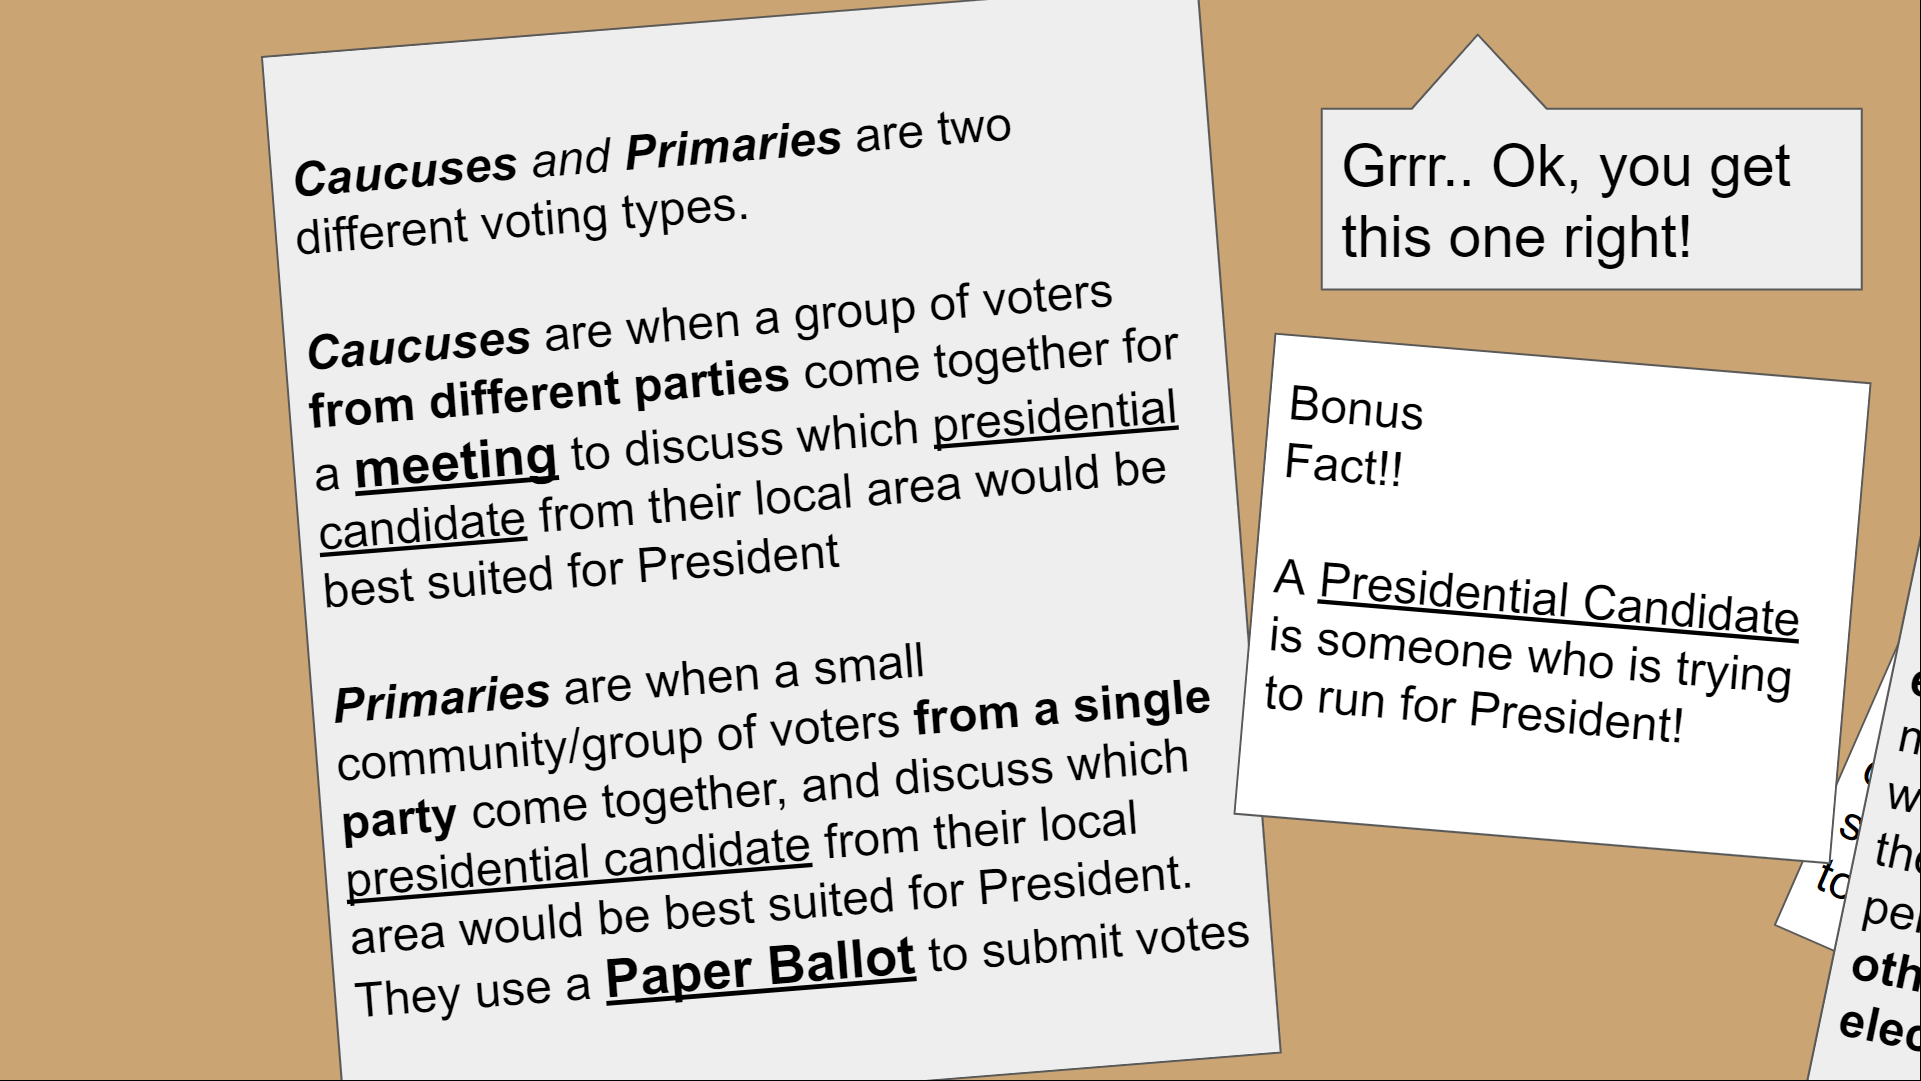 Caucuses and Primaries are two
different voting types.
Caucuses are when a group of voters
from different parties come together for
a meeting to discuss which presidential
candidate from their local area would be
best suited for President
Primaries are when a small
community/group of voters from a single
party come together, and discuss which
presidential candidate from their local
area would be best suited for President.
They use a Paper Ballot to submit votes
Grrr.. Ok, you get
this one right!
Bonus
Fact!!
A Presidential Candidate
is someone who is trying
to run for President!